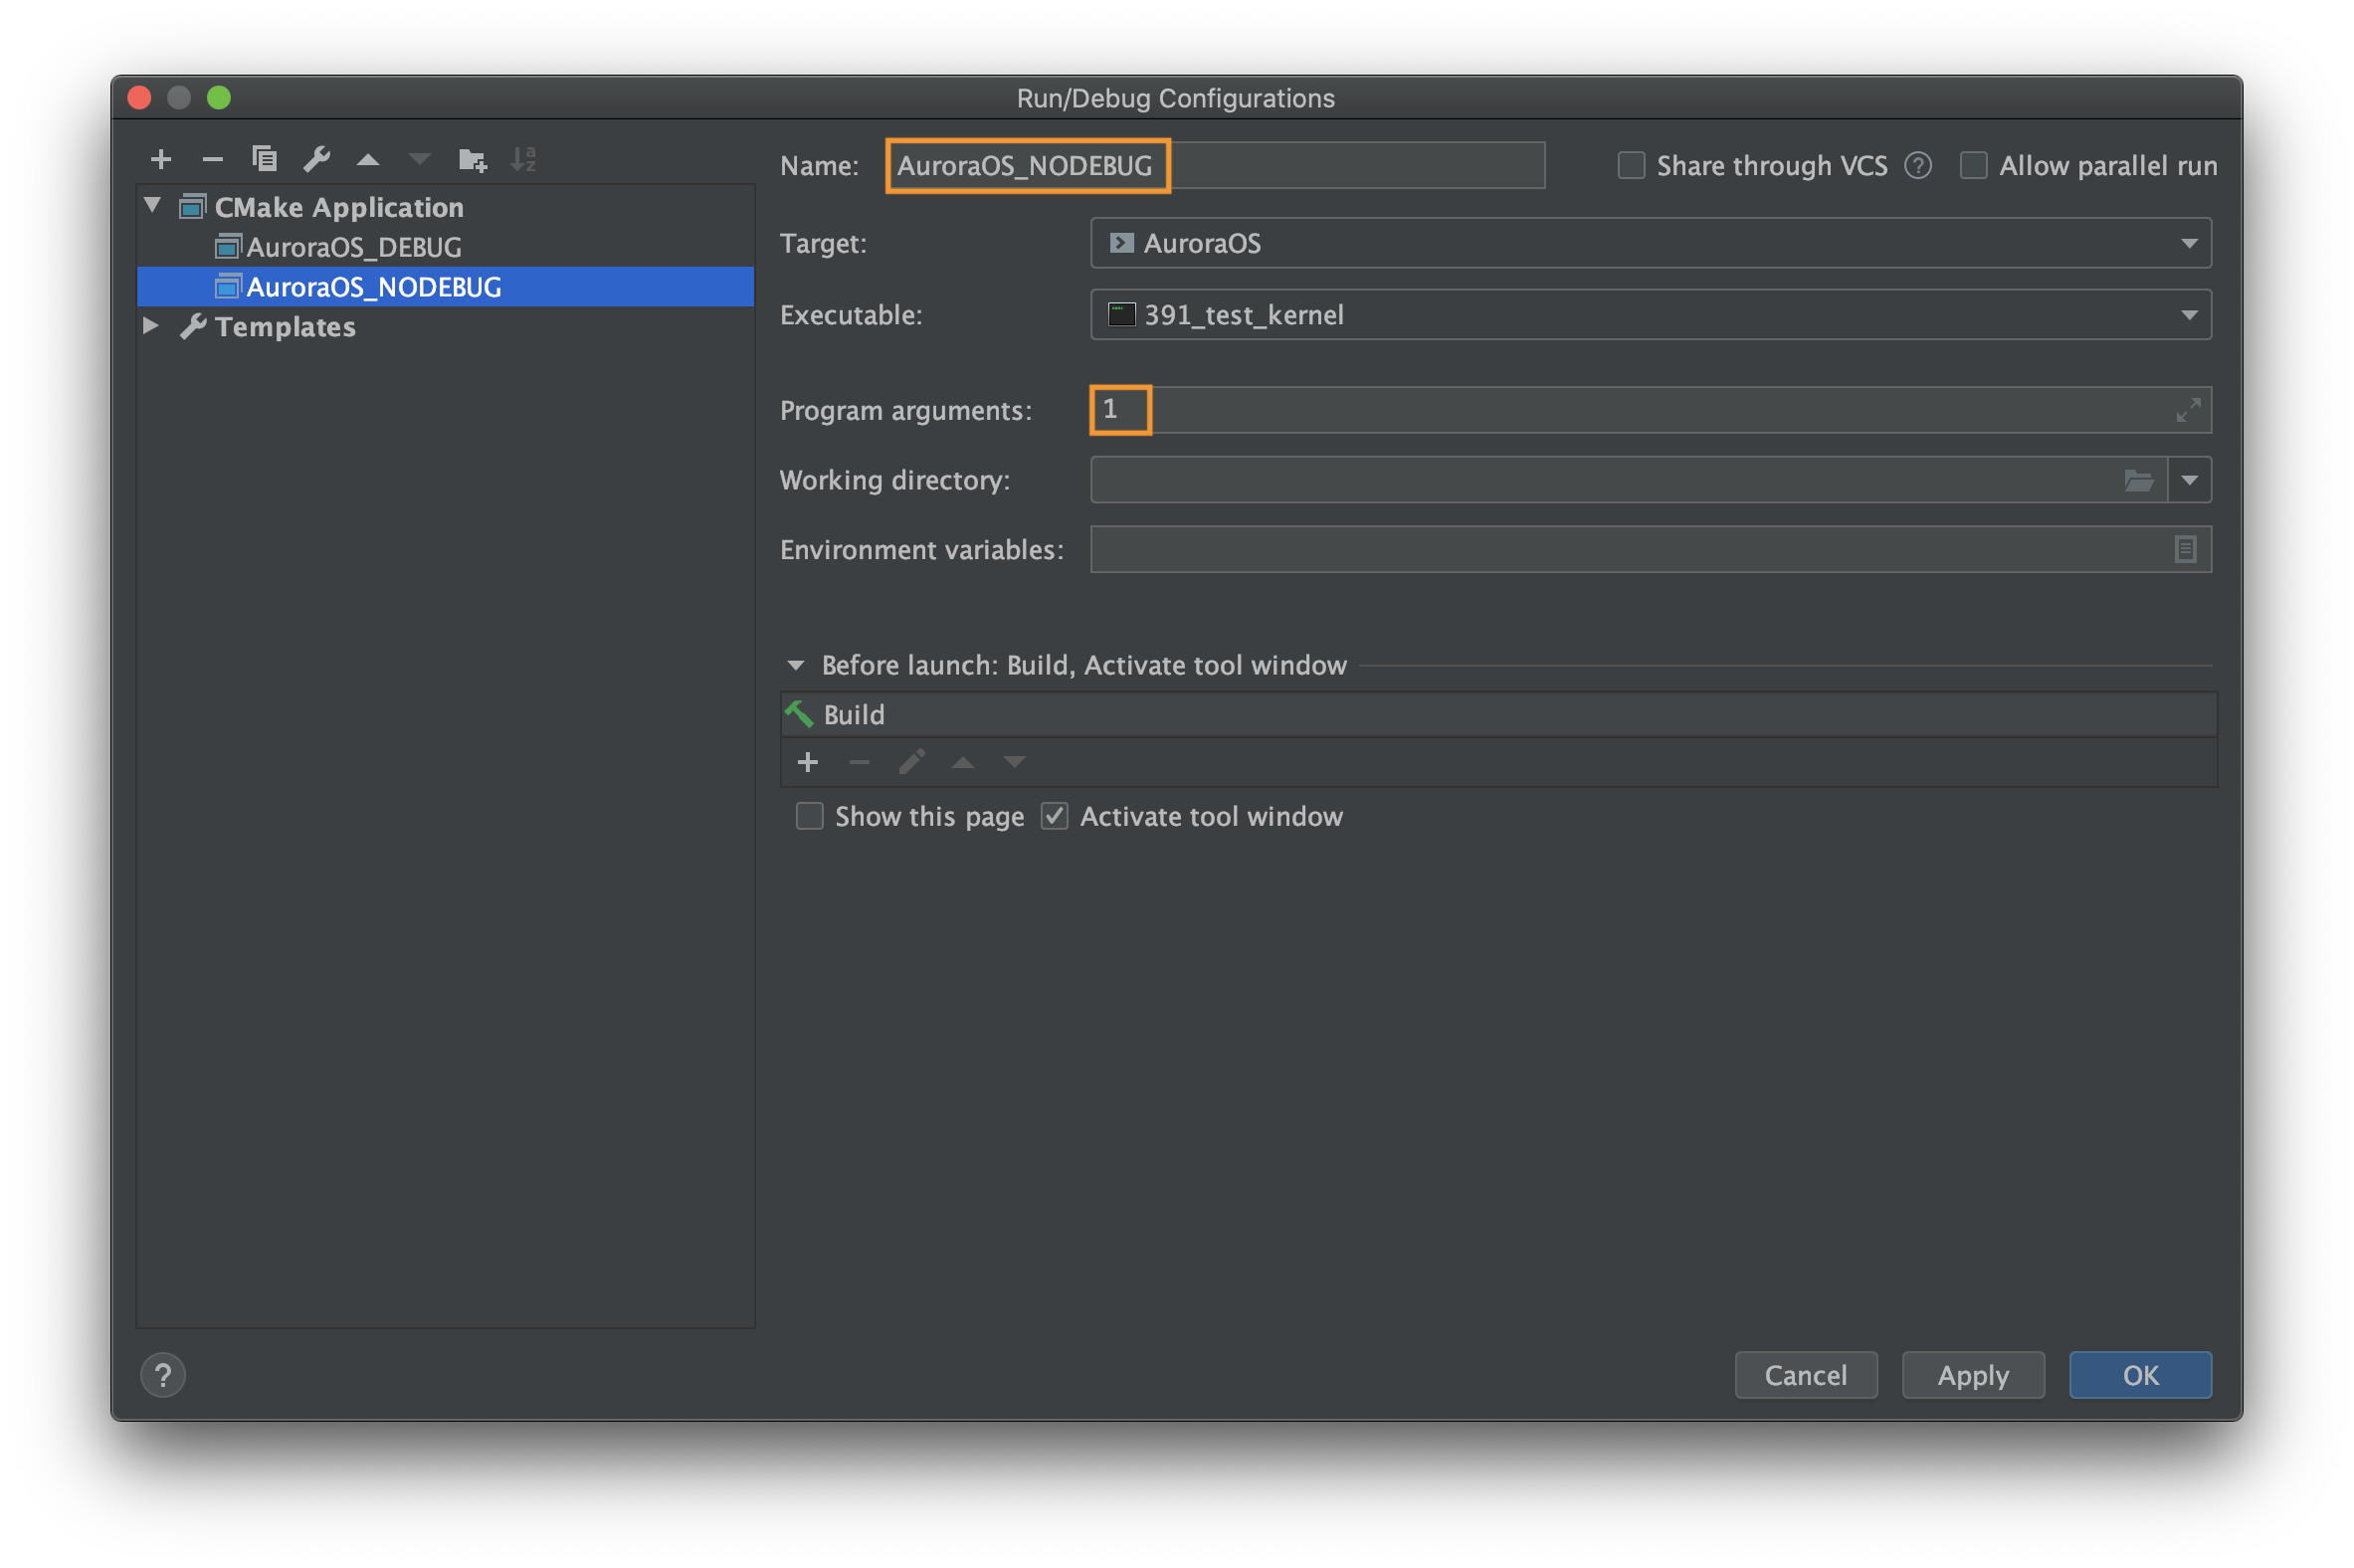 Run/Debug Configurations
Name: AuroraOS_NODEBUG
Share through VCS ?
Allow parallel run
CMake Application
AuroraOS_DEBUG
AuroraOS_NODEBUG
Templates
Target: AuroraOS
Executable: 391_test_kernel
Program arguments: 1
Working directory:
Environment variables:
Before launch: Build, Activate tool window
Build
Show this page
Activate tool window
?
Cancel
Apply
OK